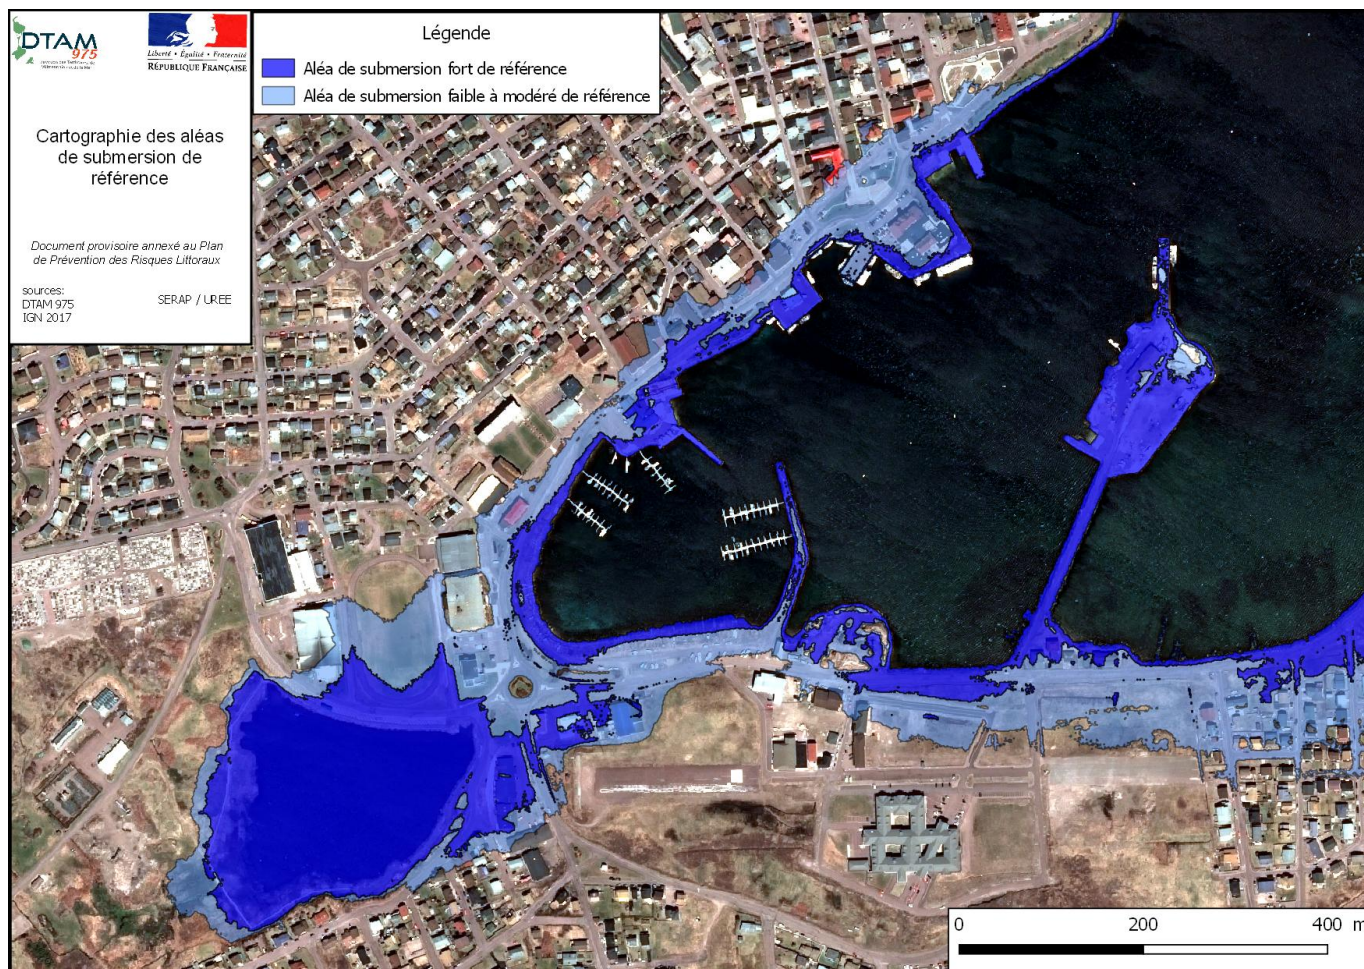 DTAM
975
Liberté • Égalité • Fraternité
RÉPUBLIQUE FRANÇAISE
Cartographie des aléas
de submersion de
référence
Document provisoire annexé au Plan
de Prévention des Risques Littoraux
sources:
DTAM 975
IGN 2017
SERAP / UREE
Légende
Aléa de submersion fort de référence
Aléa de submersion faible à modéré de référence
0
200
400 m